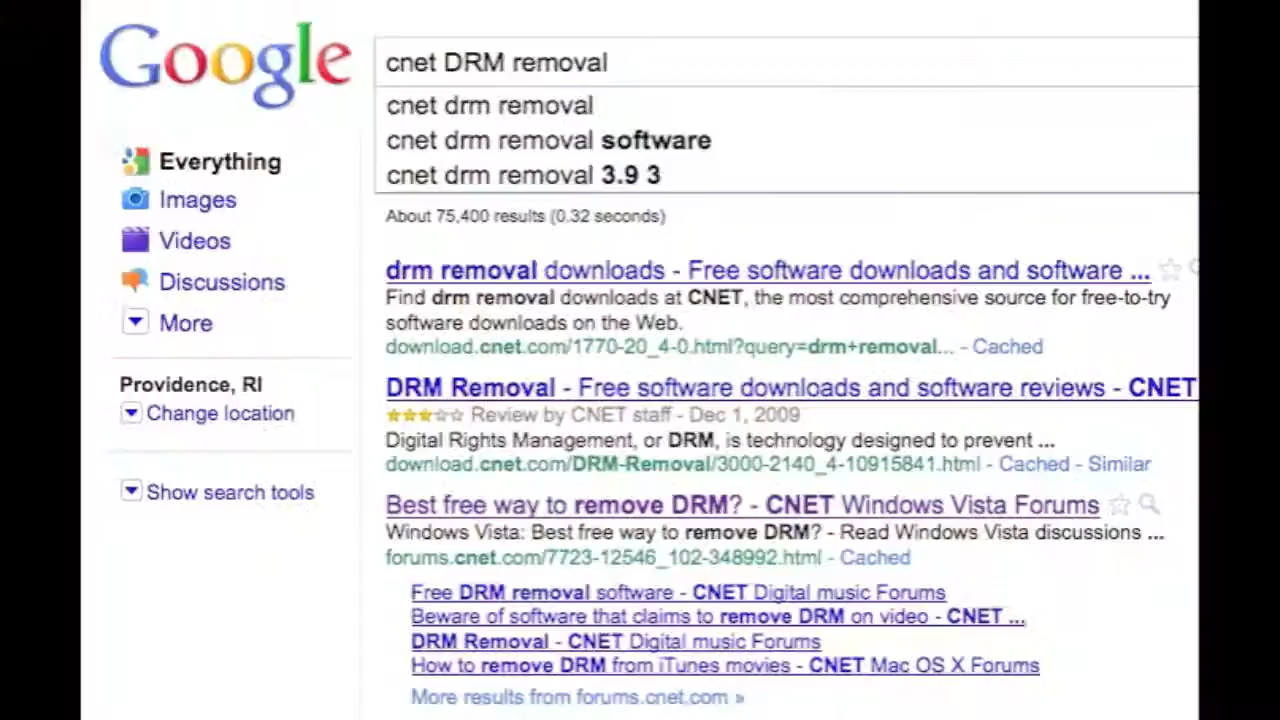 Google
cnet DRM removal
cnet drm removal
cnet drm removal software
cnet drm removal 3.9 3
Everything
Images
Videos
Discussions
More
Providence, RI
Change location
Show search tools
About 75,400 results (0.32 seconds)
drm removal downloads - Free software downloads and software ...
Find drm removal downloads at CNET, the most comprehensive source for free-to-try
software downloads on the Web.
download.cnet.com/1770-20_4-0.html?query=drm+removal... - Cached
DRM Removal - Free software downloads and software reviews - CNET
Review by CNET staff - Dec 1, 2009
Digital Rights Management, or DRM, is technology designed to prevent ...
download.cnet.com/DRM-Removal/3000-2140_4-10915841.html - Cached - Similar
Best free way to remove DRM? - CNET Windows Vista Forums
Windows Vista: Best free way to remove DRM? - Read Windows Vista discussions ...
forums.cnet.com/7723-12546_102-348992.html - Cached
Free DRM removal software - CNET Digital music Forums
Beware of software that claims to remove DRM on video - CNET ...
DRM Removal - CNET Digital music Forums
How to remove DRM from iTunes movies - CNET Mac OS X Forums
More results from forums.cnet.com »